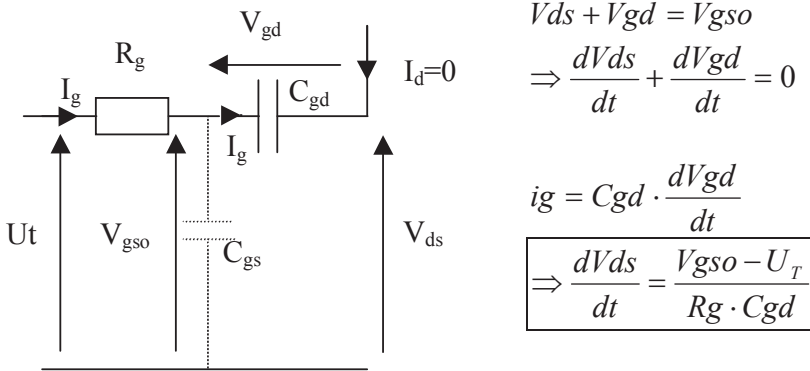 V_gd
R_g
I_d=0
I_g
C_gd
I_g
Ut
V_gso
C_gs
V_ds
Vds + Vgd = Vgso
⇒ dVds/dt + dVgd/dt = 0
ig = Cgd · dVgd/dt
⇒ dVds/dt = (Vgso − U_T)/(Rg · Cgd)